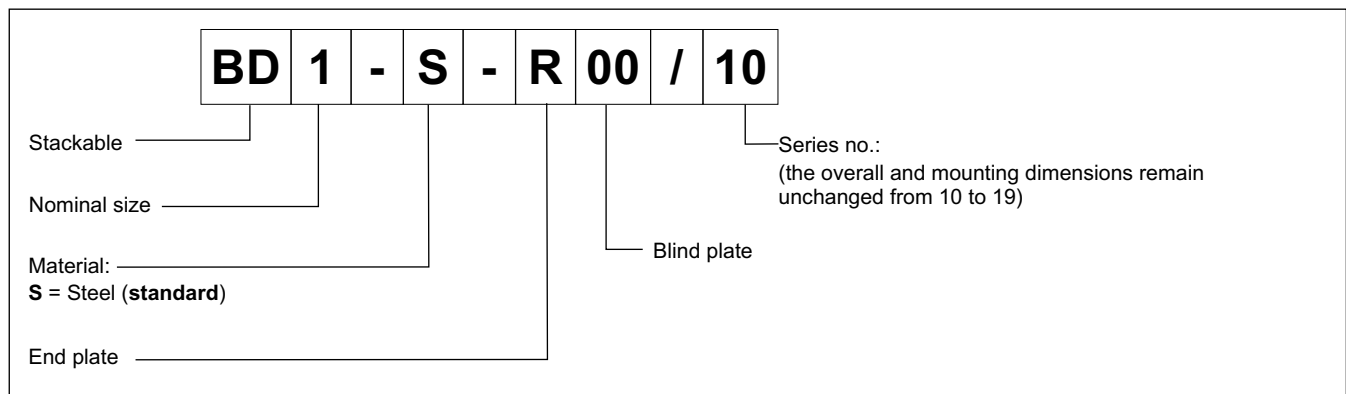 BD 1 - S - R 00 / 10
Stackable
Series no.:
(the overall and mounting dimensions remain
unchanged from 10 to 19)
Nominal size
Blind plate
Material:
S = Steel (standard)
End plate